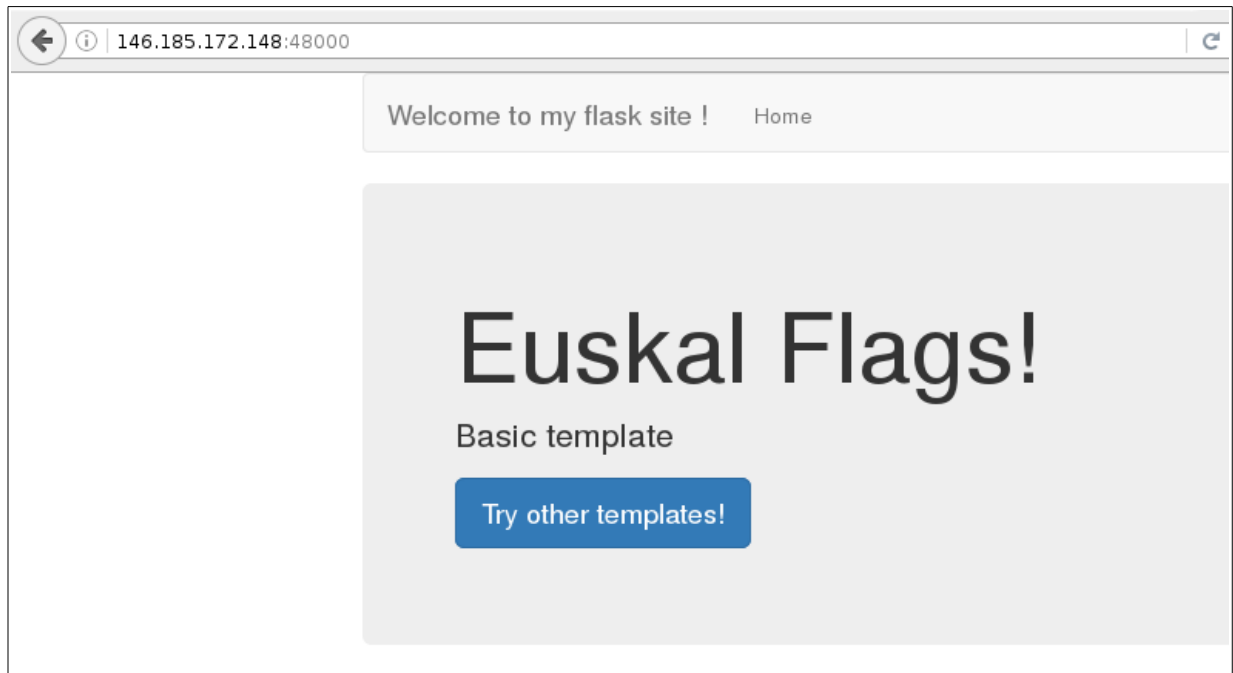 146.185.172.148:48000
Welcome to my flask site ! Home
Euskal Flags!
Basic template
Try other templates!